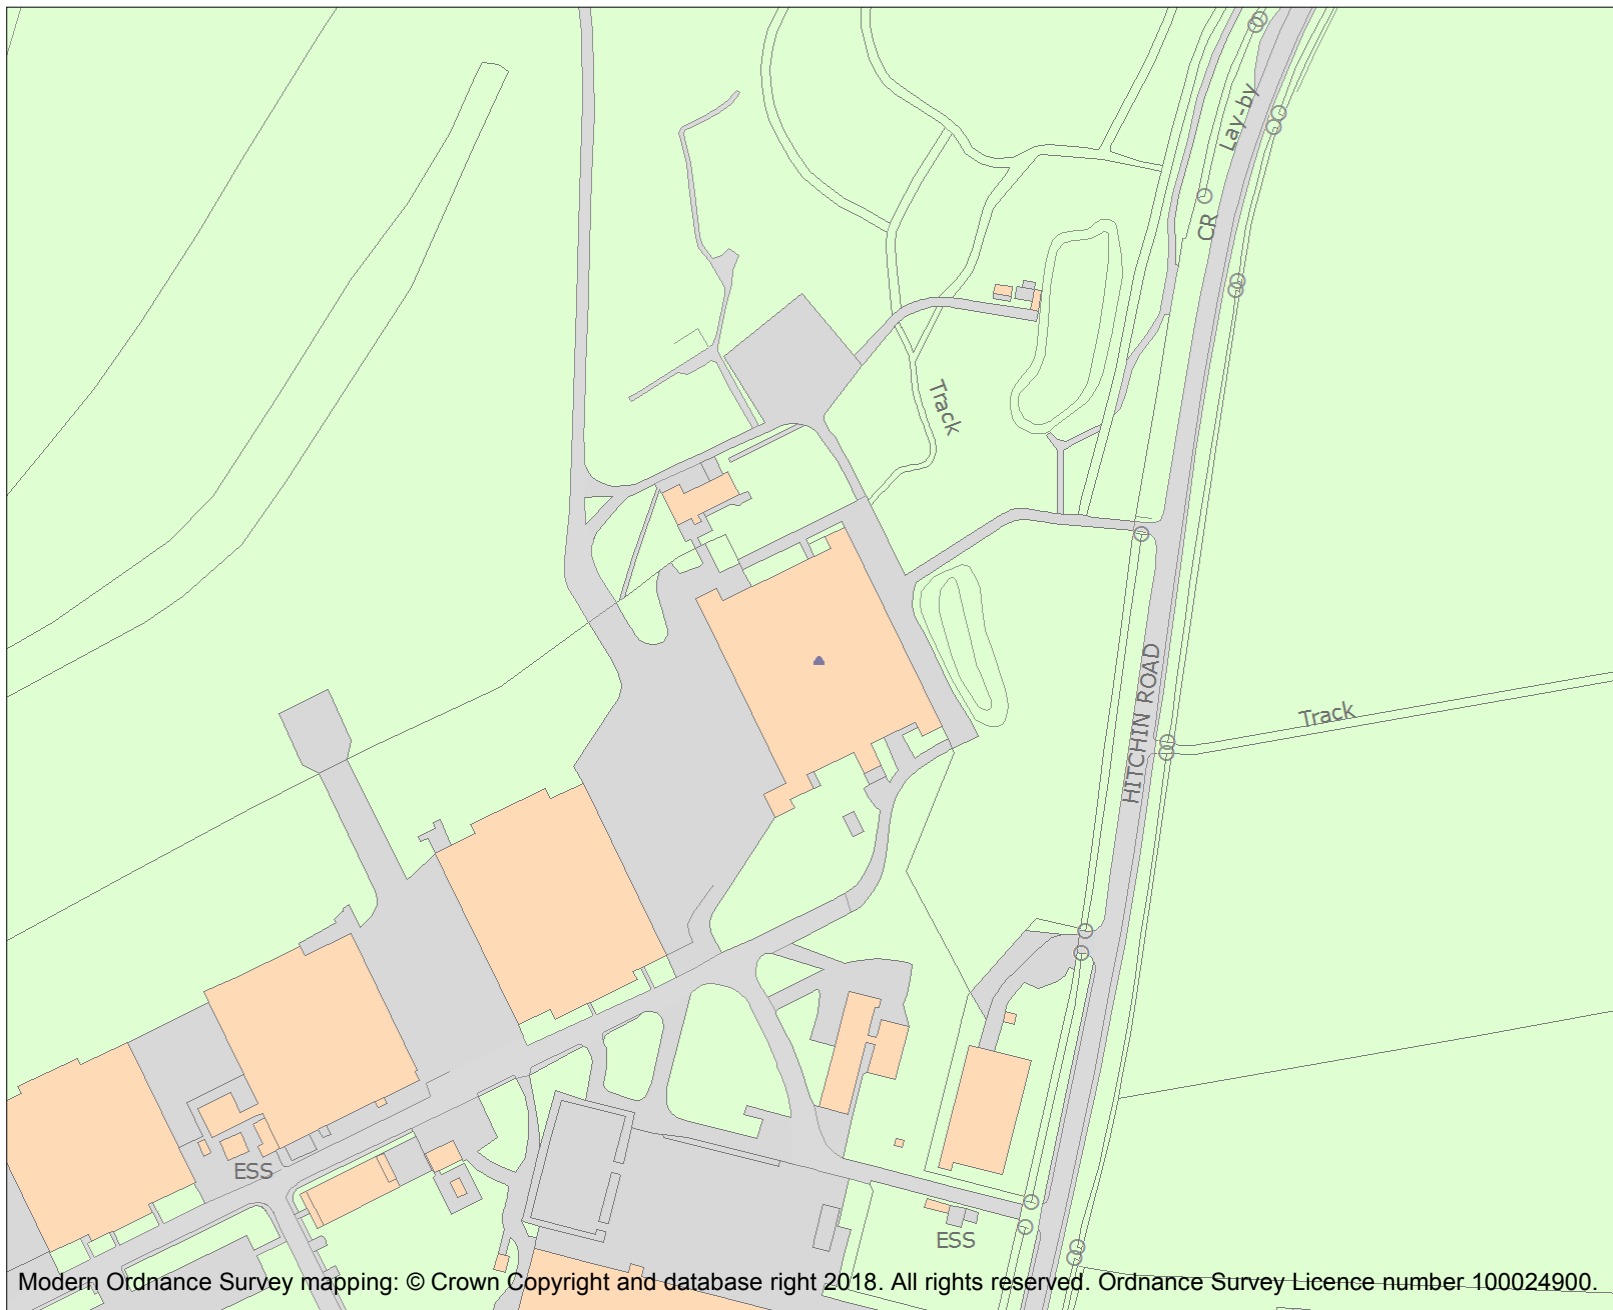 Lay-by
CR
Track
HITCHIN ROAD
Track
ESS
ESS
Modern Ordnance Survey mapping: © Crown Copyright and database right 2018. All rights reserved. Ordnance Survey Licence number 100024900.